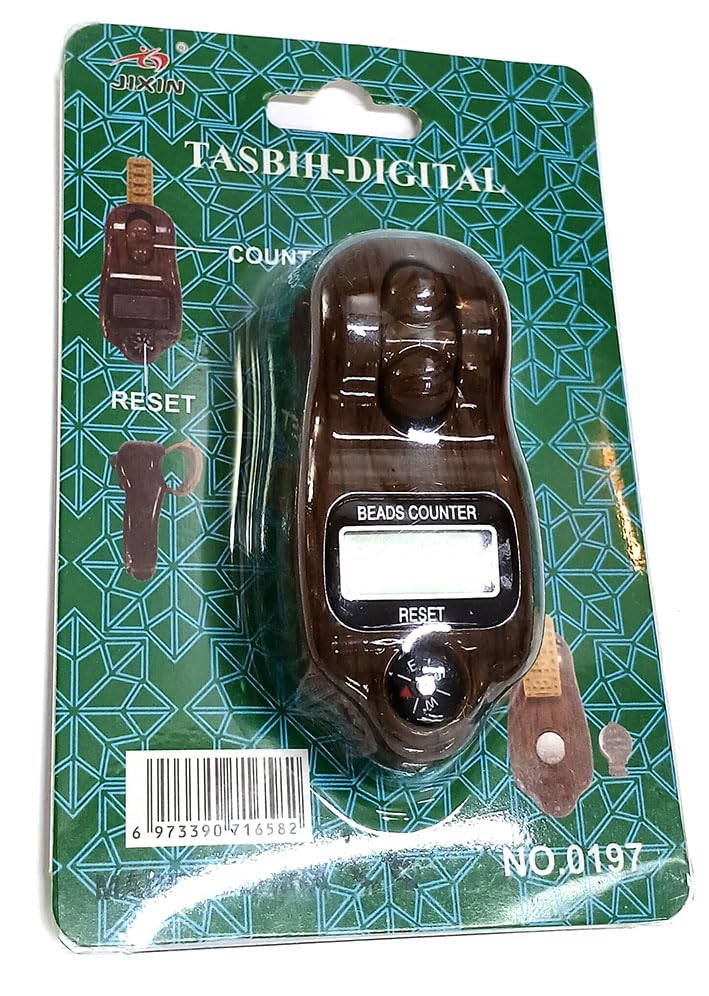 JIXIN
®
TASBIH-DIGITAL
COUNT
RESET
BEADS COUNTER
RESET
E
W
6 973390 716582
NO.0197